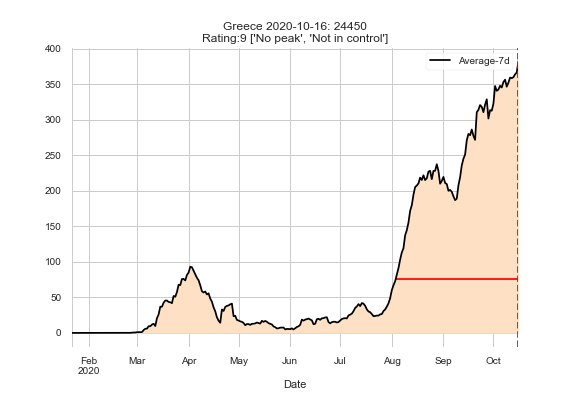 Greece 2020-10-16: 24450
Rating:9 ['No peak', 'Not in control']
Average-7d
400
350
300
250
200
150
100
50
0
Feb Mar Apr May Jun Jul Aug Sep Oct
2020
Date